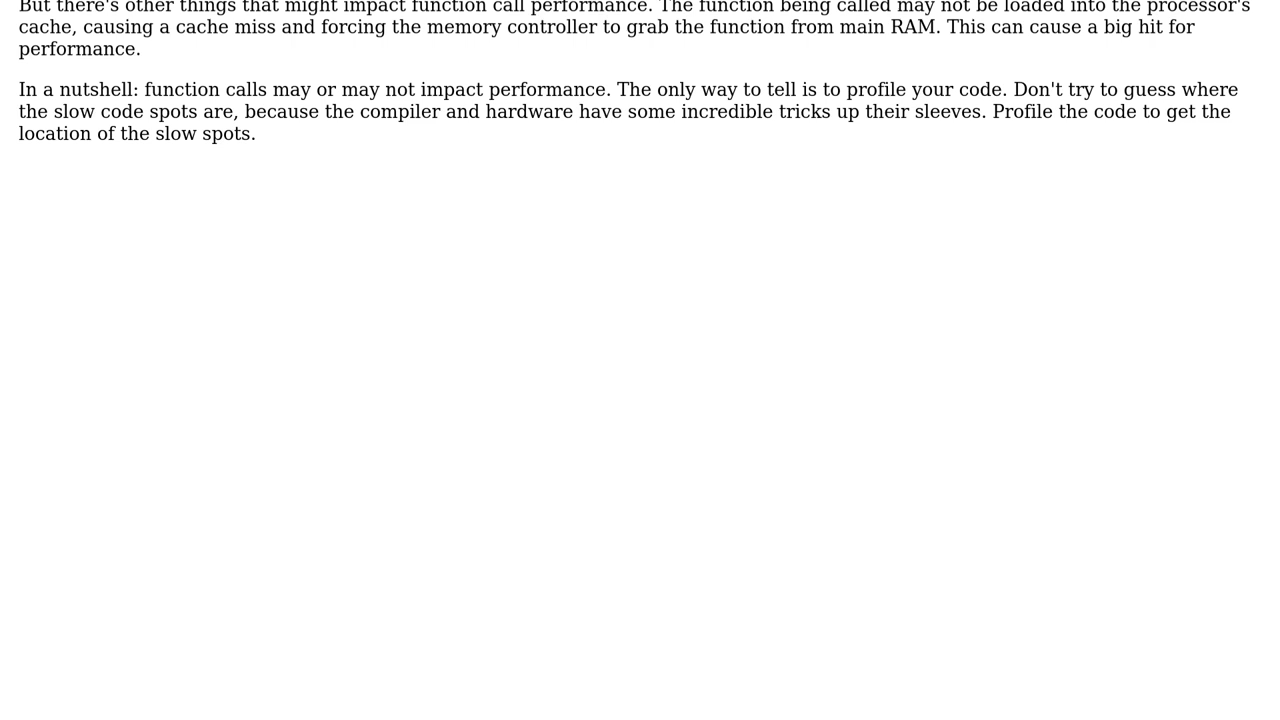 But there's other things that might impact function call performance. The function being called may not be loaded into the processor's
cache, causing a cache miss and forcing the memory controller to grab the function from main RAM. This can cause a big hit for
performance.
In a nutshell: function calls may or may not impact performance. The only way to tell is to profile your code. Don't try to guess where
the slow code spots are, because the compiler and hardware have some incredible tricks up their sleeves. Profile the code to get the
location of the slow spots.